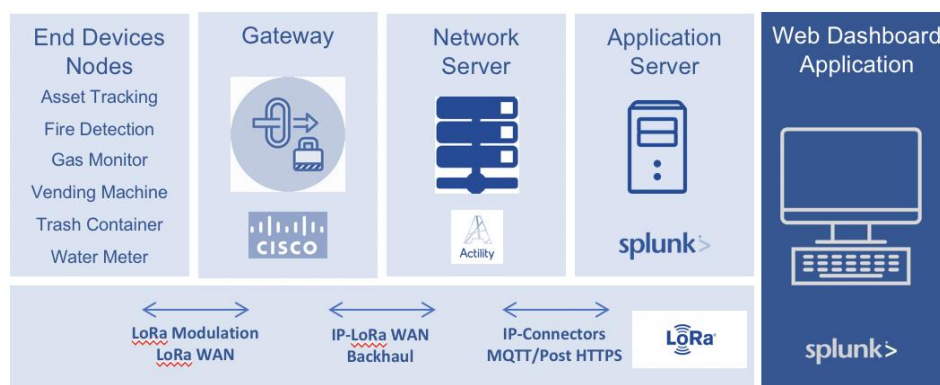 End Devices
Nodes
Asset Tracking
Fire Detection
Gas Monitor
Vending Machine
Trash Container
Water Meter
Gateway
CISCO
Network
Server
Actility
Application
Server
splunk>
Web Dashboard
Application
splunk>
LoRa Modulation
LoRa WAN
IP-LoRa WAN
Backhaul
IP-Connectors
MQTT/Post HTTPS
LoRa